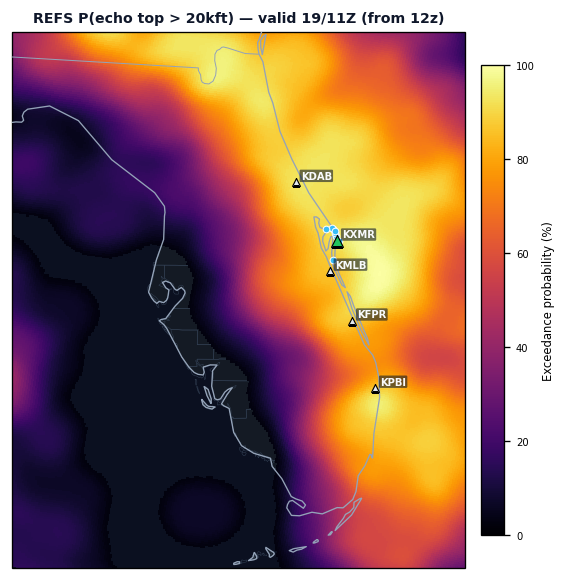 REFS P(echo top > 20kft) — valid 19/11Z (from 12z)
KDAB
KXMR
KMLB
KFPR
KPBI
100
80
60
40
20
0
Exceedance probability (%)